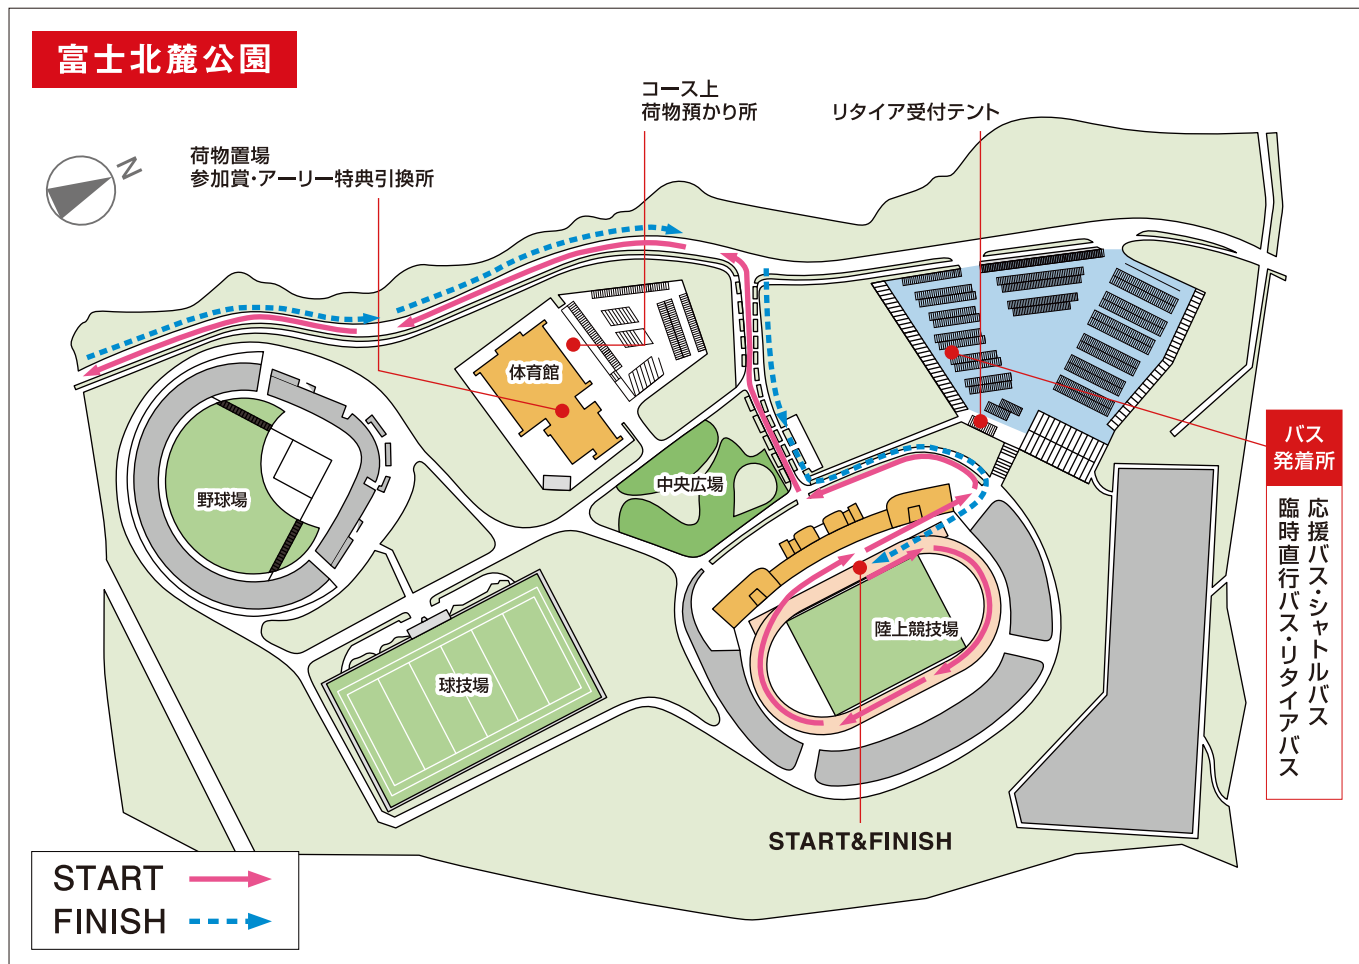 富士北麓公園
コース上
荷物預かり所
リタイア受付テント
N
荷物置場
参加賞・アーリー特典引換所
体育館
中央広場
野球場
球技場
陸上競技場
バス
発着所
応援バス・シャトルバス
臨時直行バス・リタイアバス
START&FINISH
START
FINISH